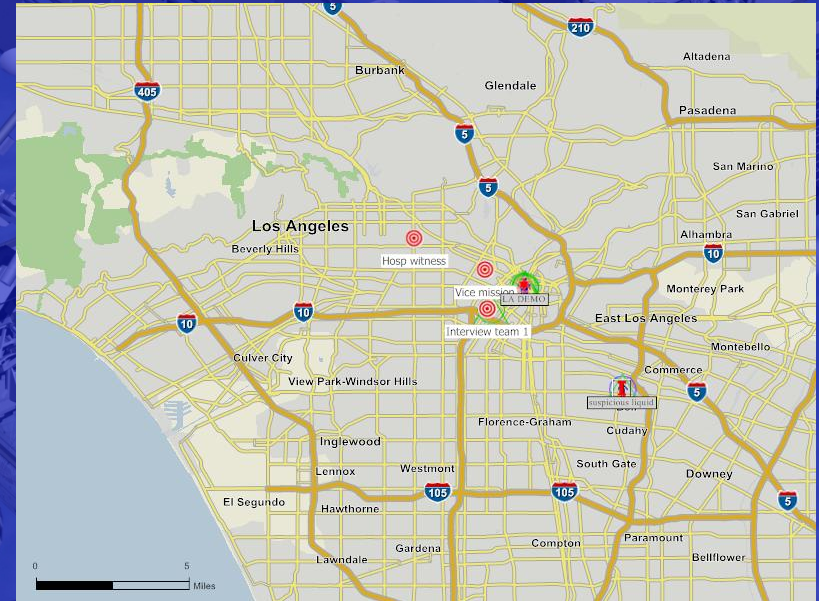 5
210
Altadena
Burbank
Glendale
405
Pasadena
5
San Marino
5
San Gabriel
Los Angeles
Alhambra
Beverly Hills
10
Hosp witness
Monterey Park
Vice mission
LA DEMO
10
East Los Angeles
10
Interview team 1
Montebello
Culver City
Commerce
View Park-Windsor Hills
5
suspicious liquid
Florence-Graham
Cudahy
Inglewood
South Gate
Lennox
Westmont
Downey
105
105
5
El Segundo
Hawthorne
Paramount
Compton
Gardena
Bellflower
Lawndale
0
5
Miles